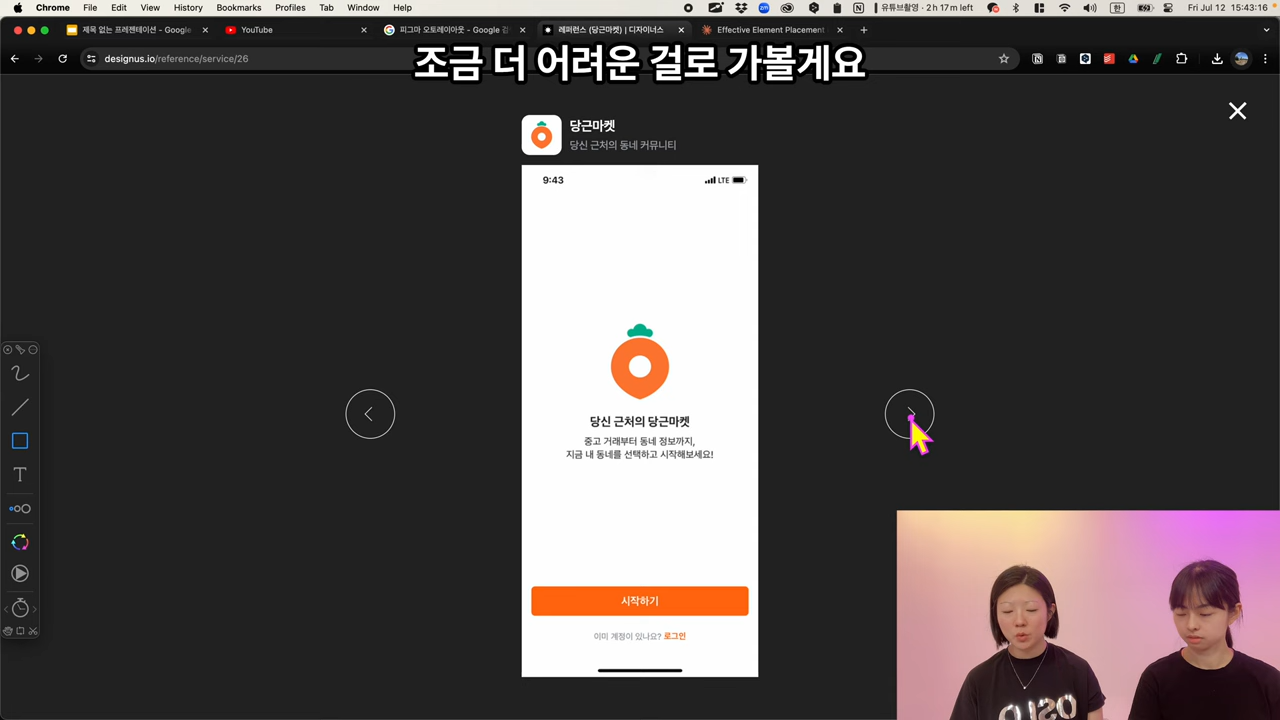 Chrome File Edit View History Bookmarks Profiles Tab Window Help
유튜브촬영 · 2 h 17 m left
한
Fri Jul 12 15:43:16
제목 없는 프레젠테이션 - Google
YouTube
피그마 오토레이아웃 - Google 검
레퍼런스 (당근마켓) | 디자이너스
Effective Element Placement
designus.io/reference/service/26
조금 더 어려운 걸로 가볼게요
당근마켓
당신 근처의 동네 커뮤니티
9:43
LTE
당신 근처의 당근마켓
중고 거래부터 동네 정보까지,
지금 내 동네를 선택하고 시작해보세요!
시작하기
이미 계정이 있나요? 로그인
T
OSLO